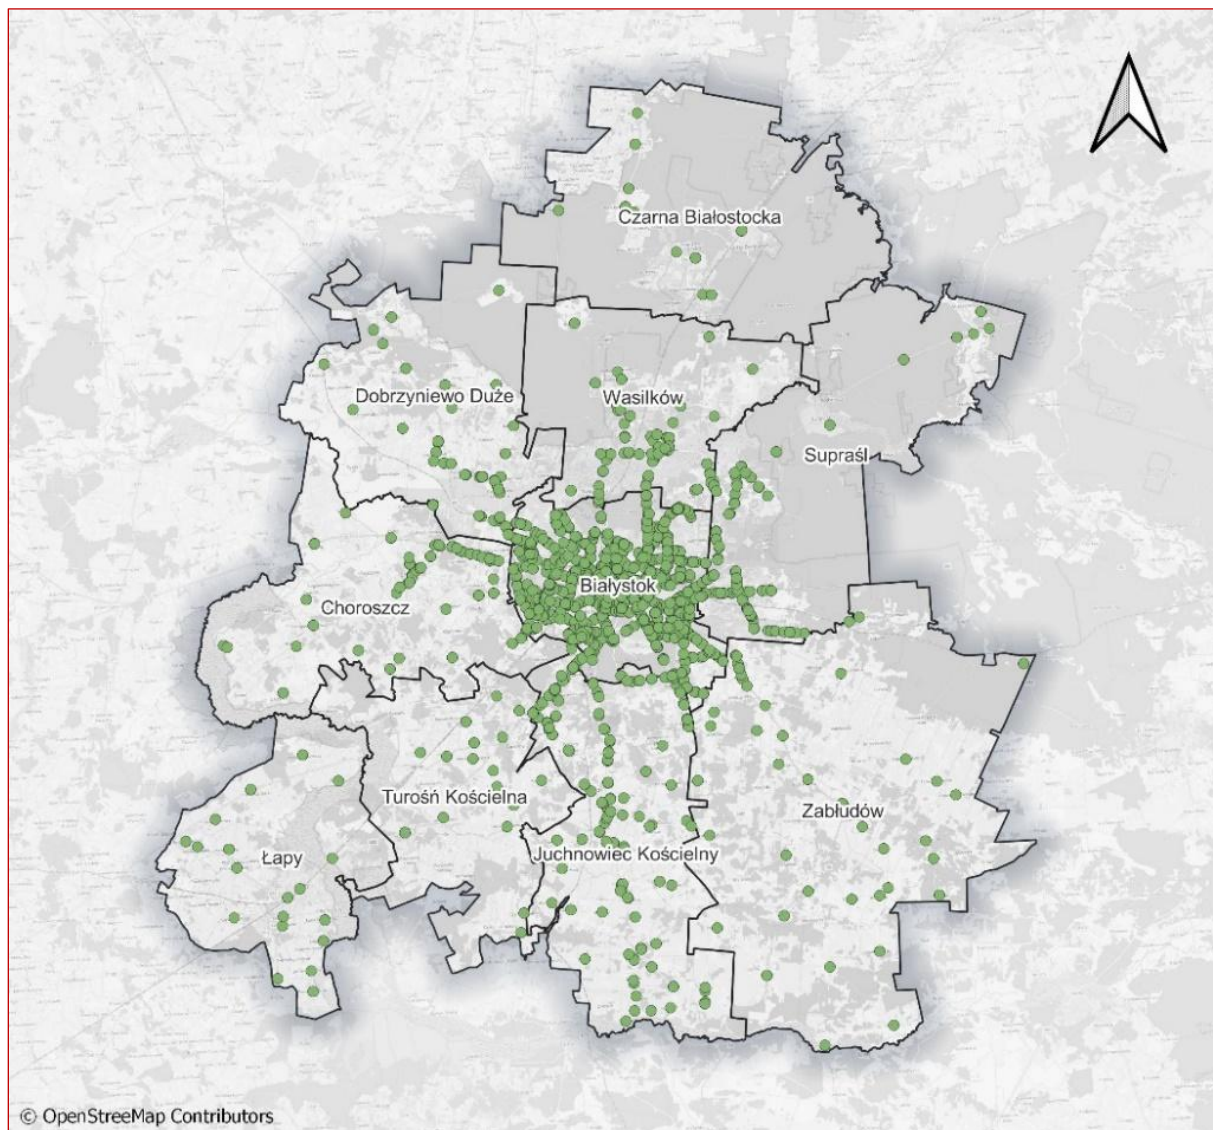 Czarna Białostocka
Dobrzyniewo Duże
Wasilków
Supraśl
Białystok
Choroszcz
Turośń Kościelna
Zabłudów
Juchnowiec Kościelny
Łapy
© OpenStreeMap Contributors